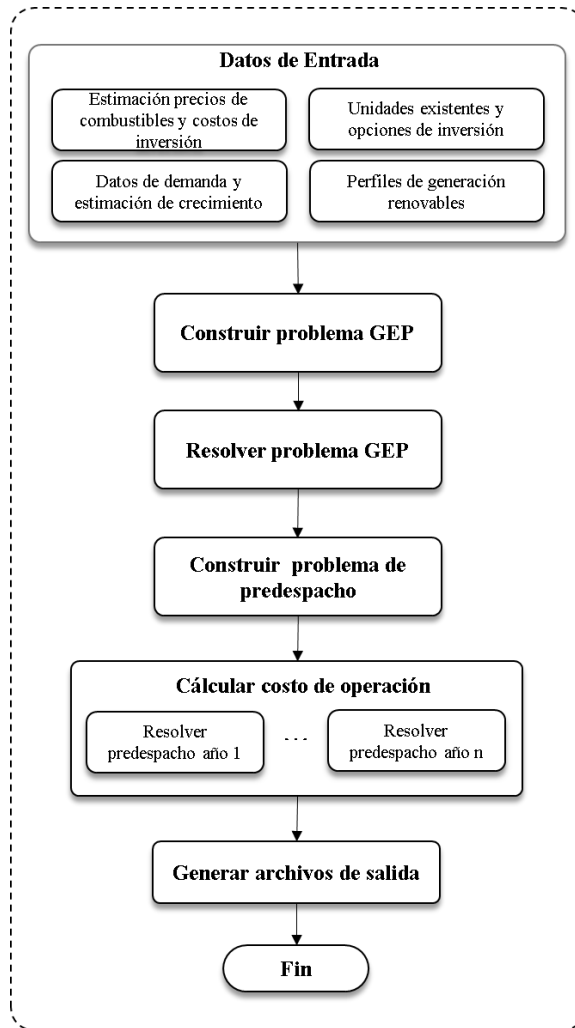 Datos de Entrada
Estimación precios de
combustibles y costos de
inversión
Unidades existentes y
opciones de inversión
Datos de demanda y
estimación de crecimiento
Perfiles de generación
renovables
Construir problema GEP
Resolver problema GEP
Construir problema de
predespacho
Cálcular costo de operación
Resolver
predespacho año 1
...
Resolver
predespacho año n
Generar archivos de salida
Fin